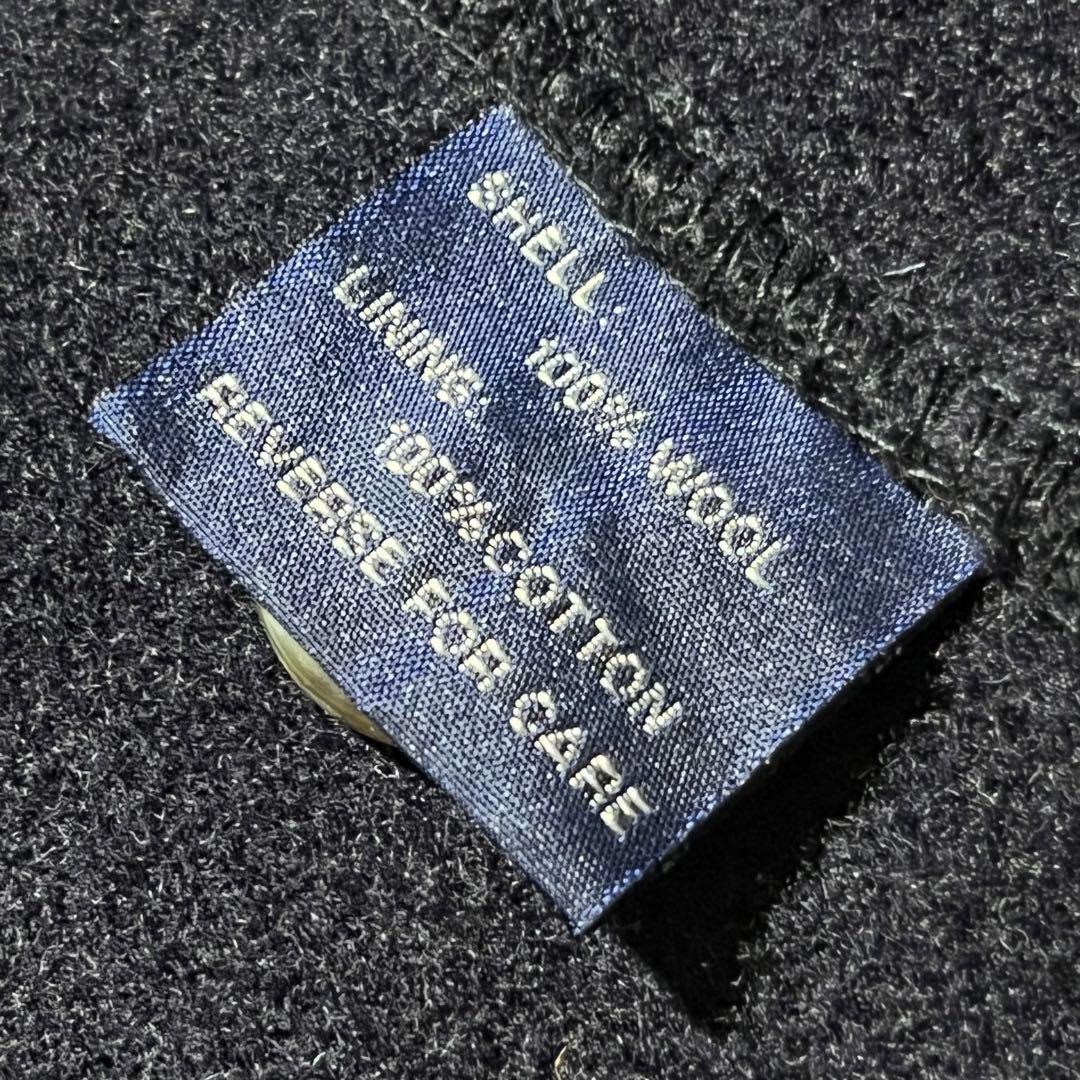 SHELL:
100% WOOL
LINING:
100% COTTON
REVERSE FOR CARE